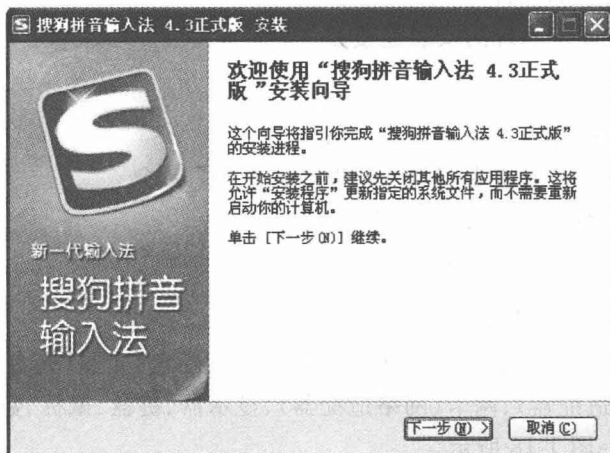 搜狗拼音输入法 4.3正式版 安装
欢迎使用“搜狗拼音输入法 4.3正式
版”安装向导
这个向导将指引你完成“搜狗拼音输入法 4.3正式版”
的安装进程。
在开始安装之前，建议先关闭其他所有应用程序。这将
允许“安装程序”更新指定的系统文件，而不需要重新
启动你的计算机。
单击 [下一步(N)] 继续。
S
新一代输入法
搜狗拼音
输入法
下一步(N) >
取消(C)